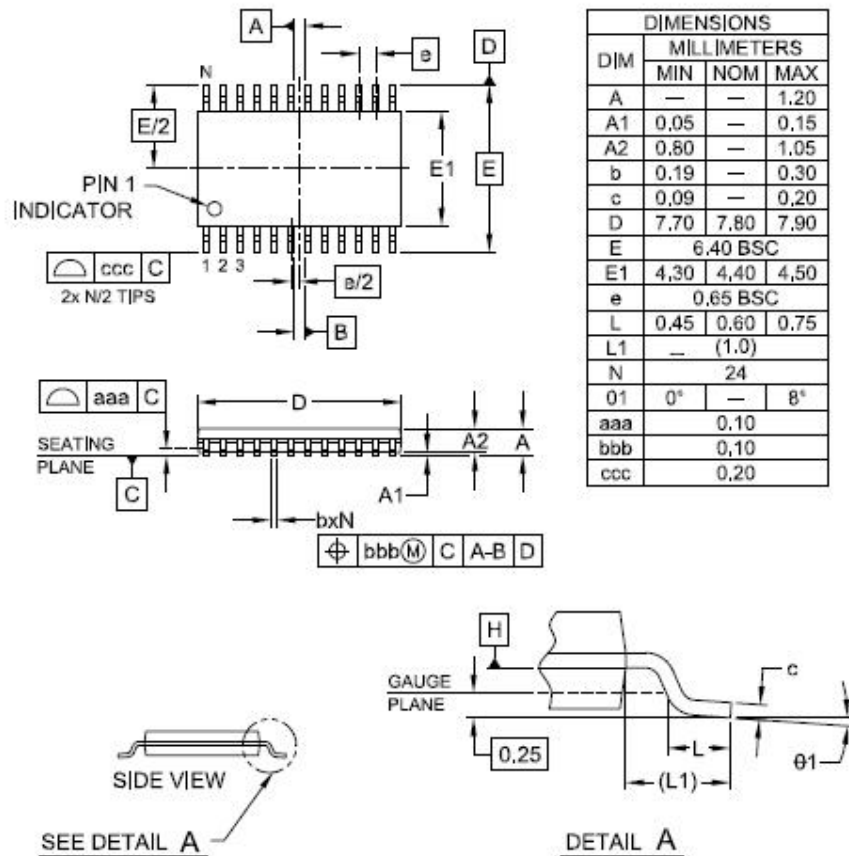 A
e
D
N
E/2
E1
E
PIN 1
INDICATOR
ccc C
1 2 3
2x N/2 TIPS
e/2
B
DIMENSIONS
DIM MILLIMETERS
MIN NOM MAX
A — — 1.20
A1 0.05 — 0.15
A2 0.80 — 1.05
b 0.19 — 0.30
c 0.09 — 0.20
D 7.70 7.80 7.90
E 6.40 BSC
E1 4.30 4.40 4.50
e 0.65 BSC
L 0.45 0.60 0.75
L1 — (1.0)
N 24
θ1 0° — 8°
aaa 0.10
bbb 0.10
ccc 0.20
aaa C
D
SEATING
PLANE
A2 A
C
A1
bxN
bbbⓂ C A-B D
SIDE VIEW
SEE DETAIL A
H
GAUGE
PLANE
c
0.25
L
(L1)
θ1
DETAIL A